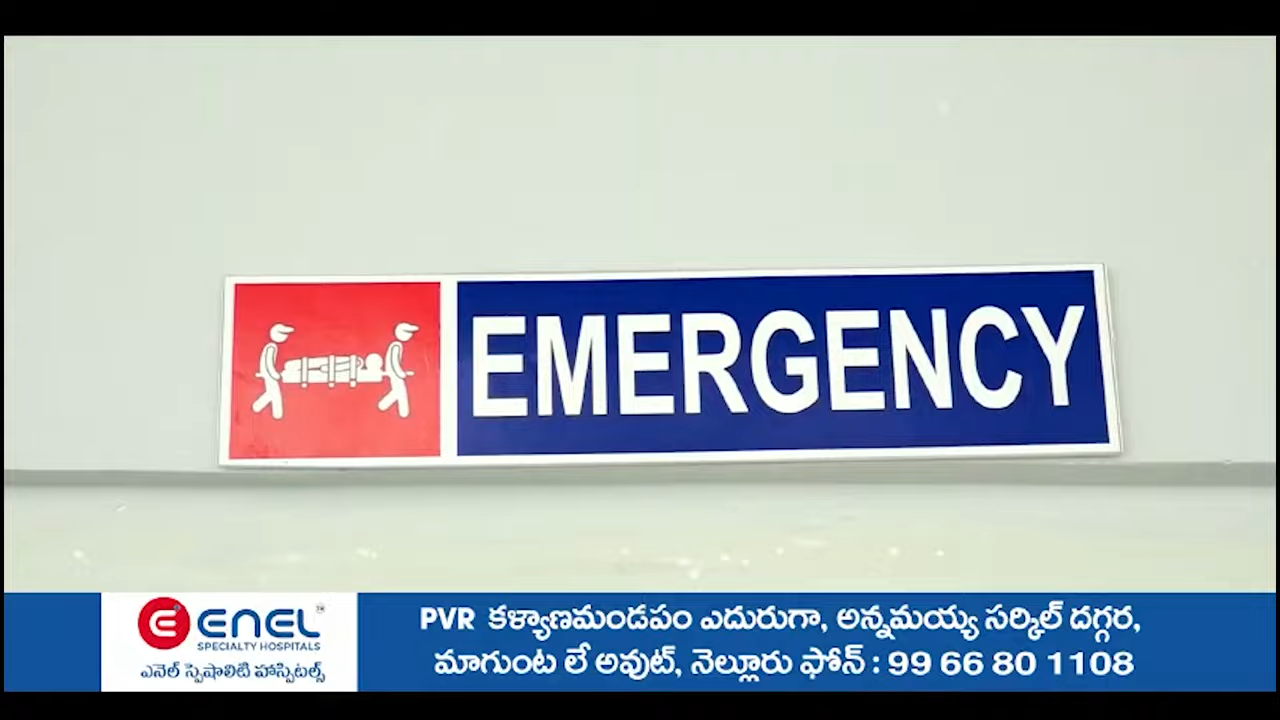 EMERGENCY
ENEL
TM
SPECIALTY HOSPITALS
ఎనెల్ స్పెషాలిటి హాస్పిటల్స్
PVR కళ్యాణమండపం ఎదురుగా, అన్నమయ్య సర్కిల్ దగ్గర,
మాగుంట లే అవుట్, నెల్లూరు ఫోన్ : 99 66 80 1108